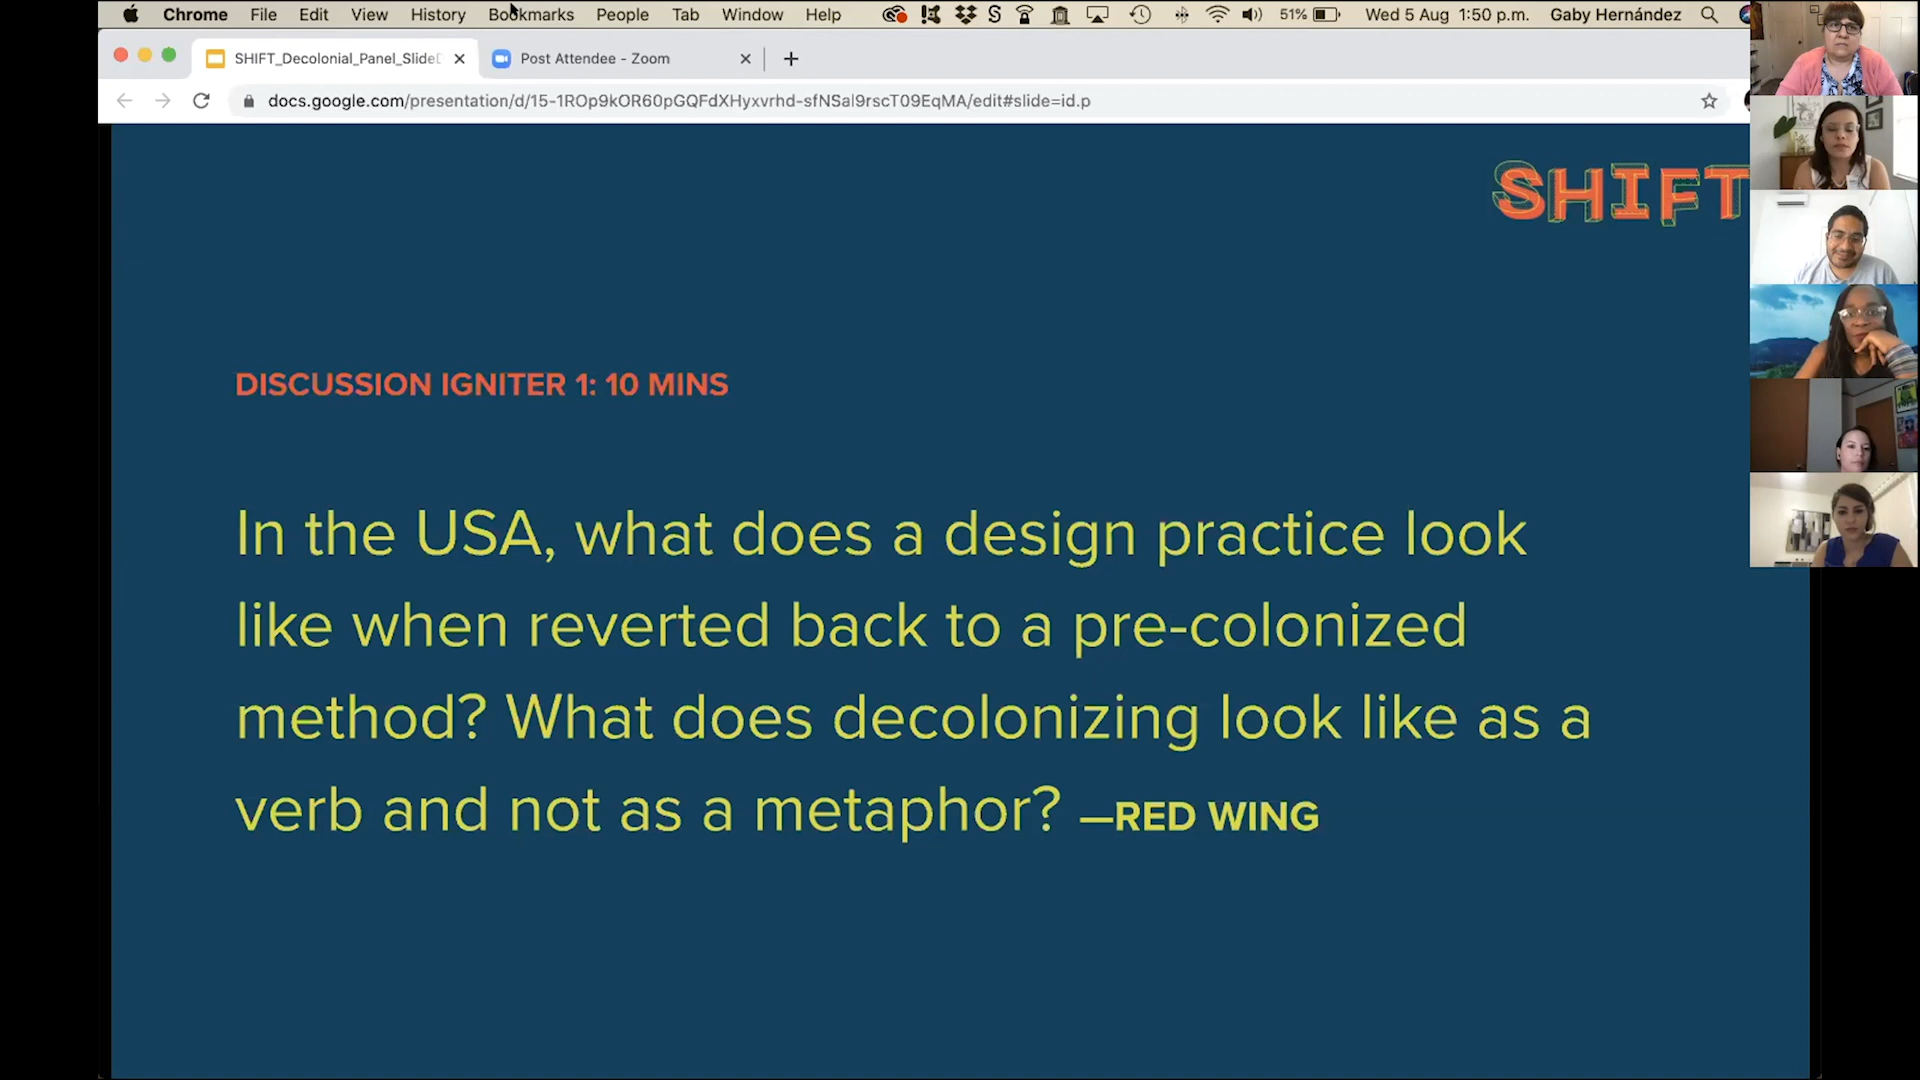 Chrome File Edit View History Bookmarks People Tab Window Help 51% Wed 5 Aug 1:50 p.m. Gaby Hernández
SHIFT_Decolonial_Panel_SlideD
Post Attendee - Zoom
docs.google.com/presentation/d/15-1ROp9kOR60pGQFdXHyxvrhd-sfNSal9rscT09EqMA/edit#slide=id.p
SHIFT
DISCUSSION IGNITER 1: 10 MINS
In the USA, what does a design practice look
like when reverted back to a pre-colonized
method? What does decolonizing look like as a
verb and not as a metaphor? —RED WING